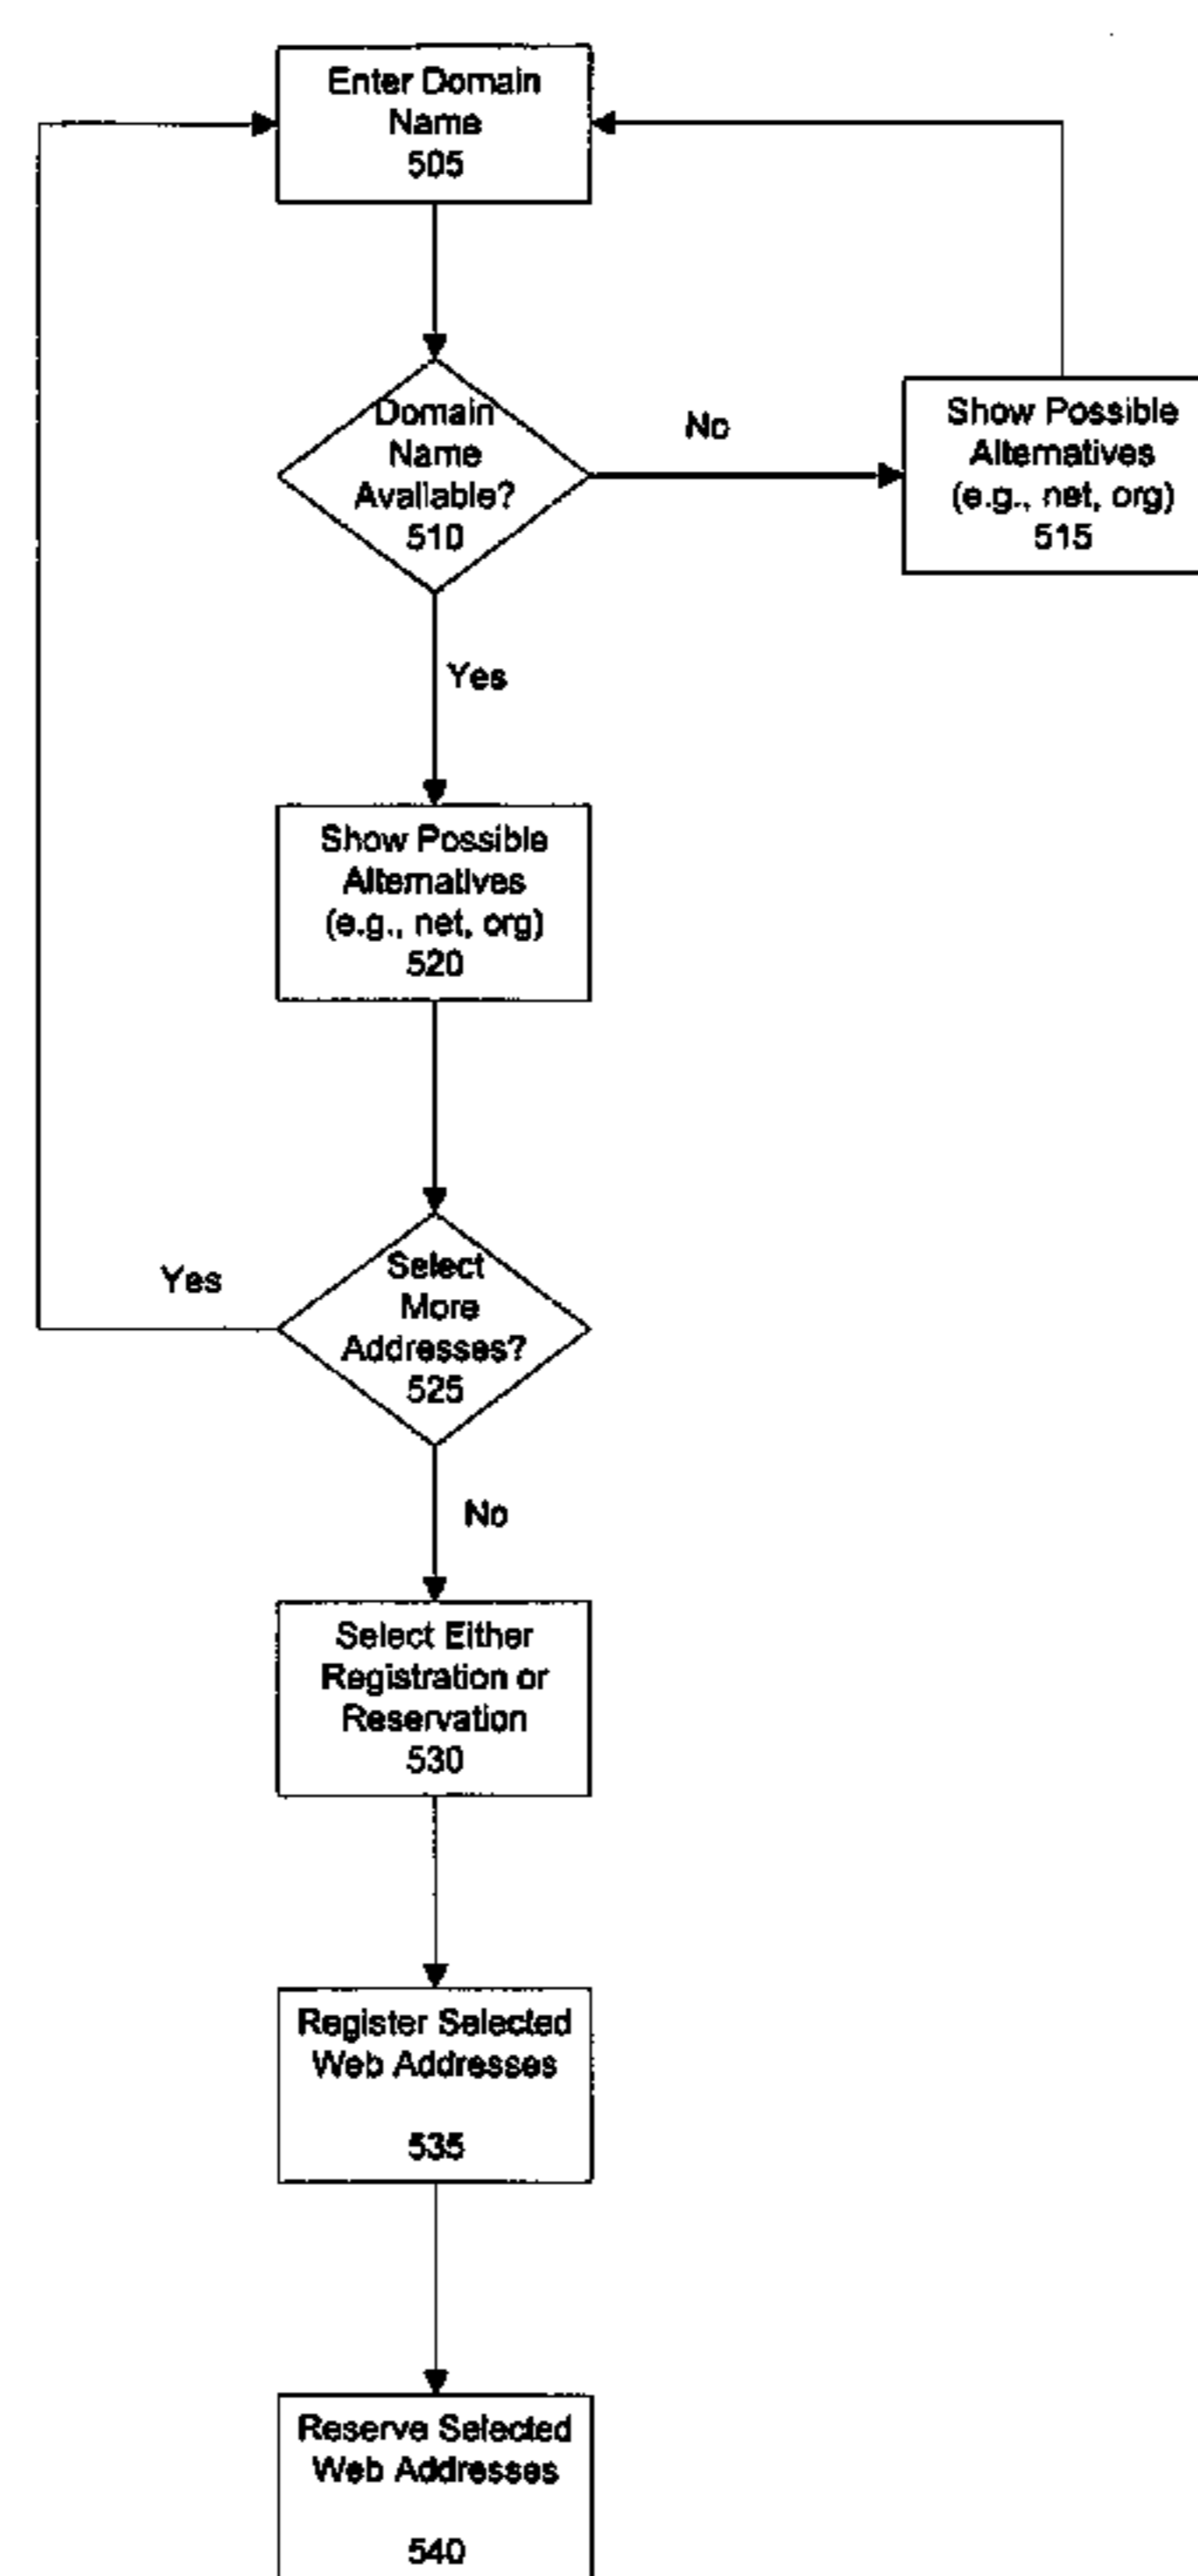 Enter Domain
Name
505
Domain
Name
Available?
510
No
Show Possible
Alternatives
(e.g., net, org)
515
Yes
Show Possible
Alternatives
(e.g., net, org)
520
Yes
Select
More
Addresses?
525
No
Select Either
Registration or
Reservation
530
Register Selected
Web Addresses
535
Reserve Selected
Web Addresses
540